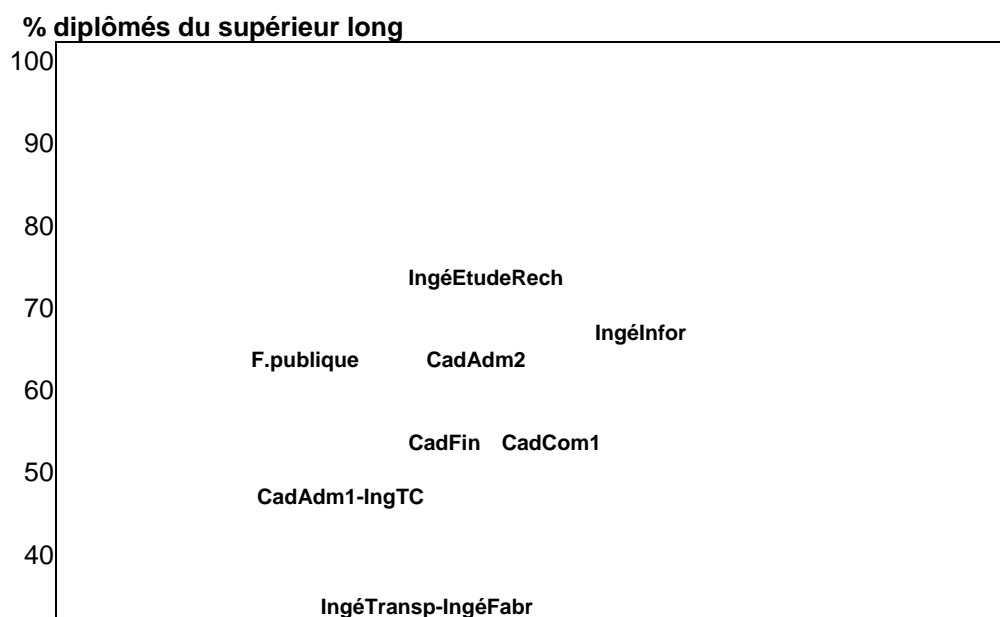 % diplômés du supérieur long
100
90
80
IngéEtudeRech
70
IngéInfor
F.publique CadAdm2
60
CadFin CadCom1
50
CadAdm1-IngTC
40
IngéTransp-IngéFabr